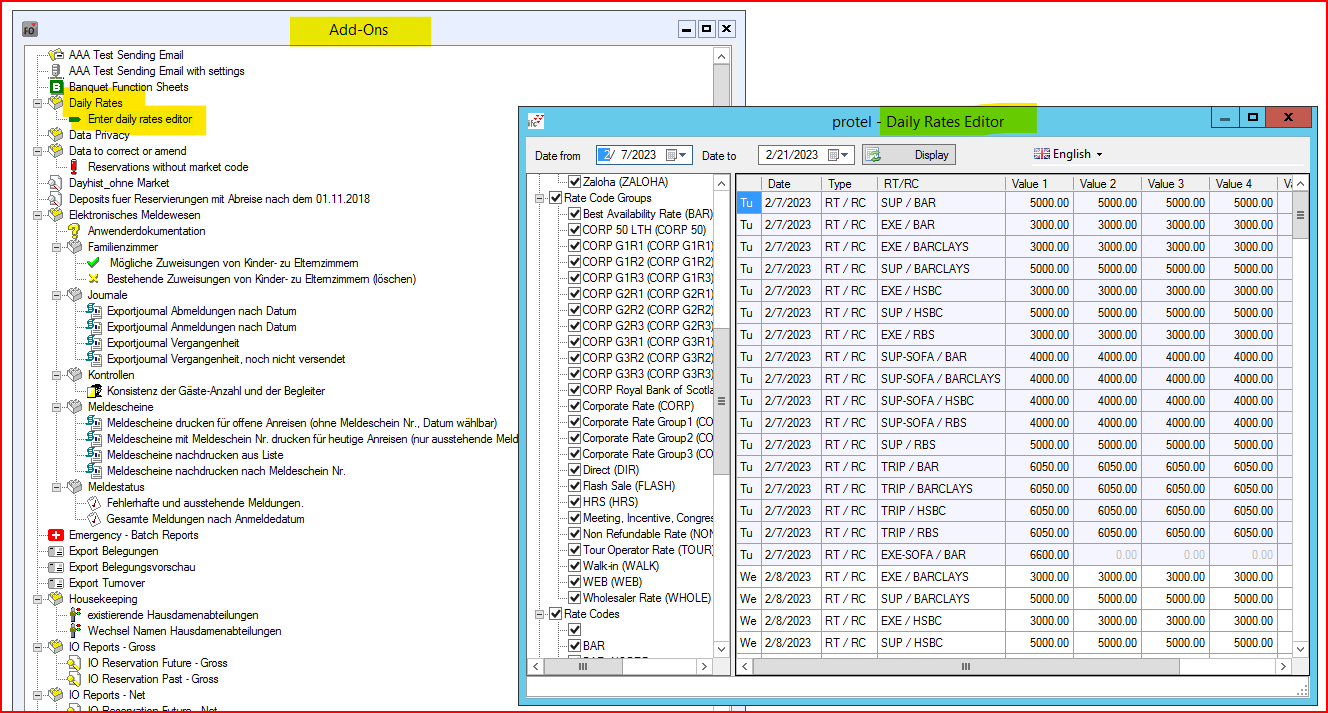 FO
Add-Ons
AAA Test Sending Email
AAA Test Sending Email with settings
B Banquet Function Sheets
Daily Rates
Enter daily rates editor
Data Privacy
Data to correct or amend
Reservations without market code
Dayhist_ohne Market
Deposits fuer Reservierungen mit Abreise nach dem 01.11.2018
Elektronisches Meldewesen
Anwenderdokumentation
Familienzimmer
Mögliche Zuweisungen von Kinder- zu Elternzimmern
Bestehende Zuweisungen von Kinder- zu Elternzimmern (löschen)
Journale
Exportjournal Abmeldungen nach Datum
Exportjournal Anmeldungen nach Datum
Exportjournal Vergangenheit
Exportjournal Vergangenheit, noch nicht versendet
Kontrollen
Konsistenz der Gäste-Anzahl und der Begleiter
Meldescheine
Meldescheine drucken für offene Anreisen (ohne Meldeschein Nr., Datum wählbar)
Meldescheine mit Meldeschein Nr. drucken für heutige Anreisen (nur ausstehende Meld
Meldescheine nachdrucken aus Liste
Meldescheine nachdrucken nach Meldeschein Nr.
Meldestatus
Fehlerhafte und ausstehende Meldungen.
Gesamte Meldungen nach Anmeldedatum
Emergency - Batch Reports
Export Belegungen
Export Belegungsvorschau
Export Turnover
Housekeeping
existierende Hausdamenabteilungen
Wechsel Namen Hausdamenabteilungen
IO Reports - Gross
IO Reservation Future - Gross
IO Reservation Past - Gross
IO Reports - Net
IO Reservation Future - Net
protel - Daily Rates Editor
Date from 2/ 7/2023 Date to 2/21/2023 Display English
Zaloha (ZALOHA)
Rate Code Groups
Best Availability Rate (BAR)
CORP 50 LTH (CORP 50)
CORP G1R1 (CORP G1R1)
CORP G1R2 (CORP G1R2)
CORP G1R3 (CORP G1R3)
CORP G2R1 (CORP G2R1)
CORP G2R2 (CORP G2R2)
CORP G2R3 (CORP G2R3)
CORP G3R1 (CORP G3R1)
CORP G3R2 (CORP G3R2)
CORP G3R3 (CORP G3R3)
CORP Royal Bank of Scotla
Corporate Rate (CORP)
Corporate Rate Group1 (CO
Corporate Rate Group2 (CO
Corporate Rate Group3 (CO
Direct (DIR)
Flash Sale (FLASH)
HRS (HRS)
Meeting, Incentive, Congres
Non Refundable Rate (NON
Tour Operator Rate (TOUR)
Walk-in (WALK)
WEB (WEB)
Wholesaler Rate (WHOLE)
Rate Codes
BAR
Date Type RT/RC Value 1 Value 2 Value 3 Value 4
Tu 2/7/2023 RT / RC SUP / BAR 5000.00 5000.00 5000.00 5000.00
Tu 2/7/2023 RT / RC EXE / BAR 3000.00 3000.00 3000.00 3000.00
Tu 2/7/2023 RT / RC EXE / BARCLAYS 3000.00 3000.00 3000.00 3000.00
Tu 2/7/2023 RT / RC SUP / BARCLAYS 5000.00 5000.00 5000.00 5000.00
Tu 2/7/2023 RT / RC EXE / HSBC 3000.00 3000.00 3000.00 3000.00
Tu 2/7/2023 RT / RC SUP / HSBC 5000.00 5000.00 5000.00 5000.00
Tu 2/7/2023 RT / RC EXE / RBS 3000.00 3000.00 3000.00 3000.00
Tu 2/7/2023 RT / RC SUP-SOFA / BAR 4000.00 4000.00 4000.00 4000.00
Tu 2/7/2023 RT / RC SUP-SOFA / BARCLAYS 4000.00 4000.00 4000.00 4000.00
Tu 2/7/2023 RT / RC SUP-SOFA / HSBC 4000.00 4000.00 4000.00 4000.00
Tu 2/7/2023 RT / RC SUP-SOFA / RBS 4000.00 4000.00 4000.00 4000.00
Tu 2/7/2023 RT / RC SUP / RBS 5000.00 5000.00 5000.00 5000.00
Tu 2/7/2023 RT / RC TRIP / BAR 6050.00 6050.00 6050.00 6050.00
Tu 2/7/2023 RT / RC TRIP / BARCLAYS 6050.00 6050.00 6050.00 6050.00
Tu 2/7/2023 RT / RC TRIP / HSBC 6050.00 6050.00 6050.00 6050.00
Tu 2/7/2023 RT / RC TRIP / RBS 6050.00 6050.00 6050.00 6050.00
Tu 2/7/2023 RT / RC EXE-SOFA / BAR 6600.00 0.00 0.00 0.00
We 2/8/2023 RT / RC EXE / BARCLAYS 3000.00 3000.00 3000.00 3000.00
We 2/8/2023 RT / RC SUP / BARCLAYS 5000.00 5000.00 5000.00 5000.00
We 2/8/2023 RT / RC EXE / HSBC 3000.00 3000.00 3000.00 3000.00
We 2/8/2023 RT / RC SUP / HSBC 5000.00 5000.00 5000.00 5000.00